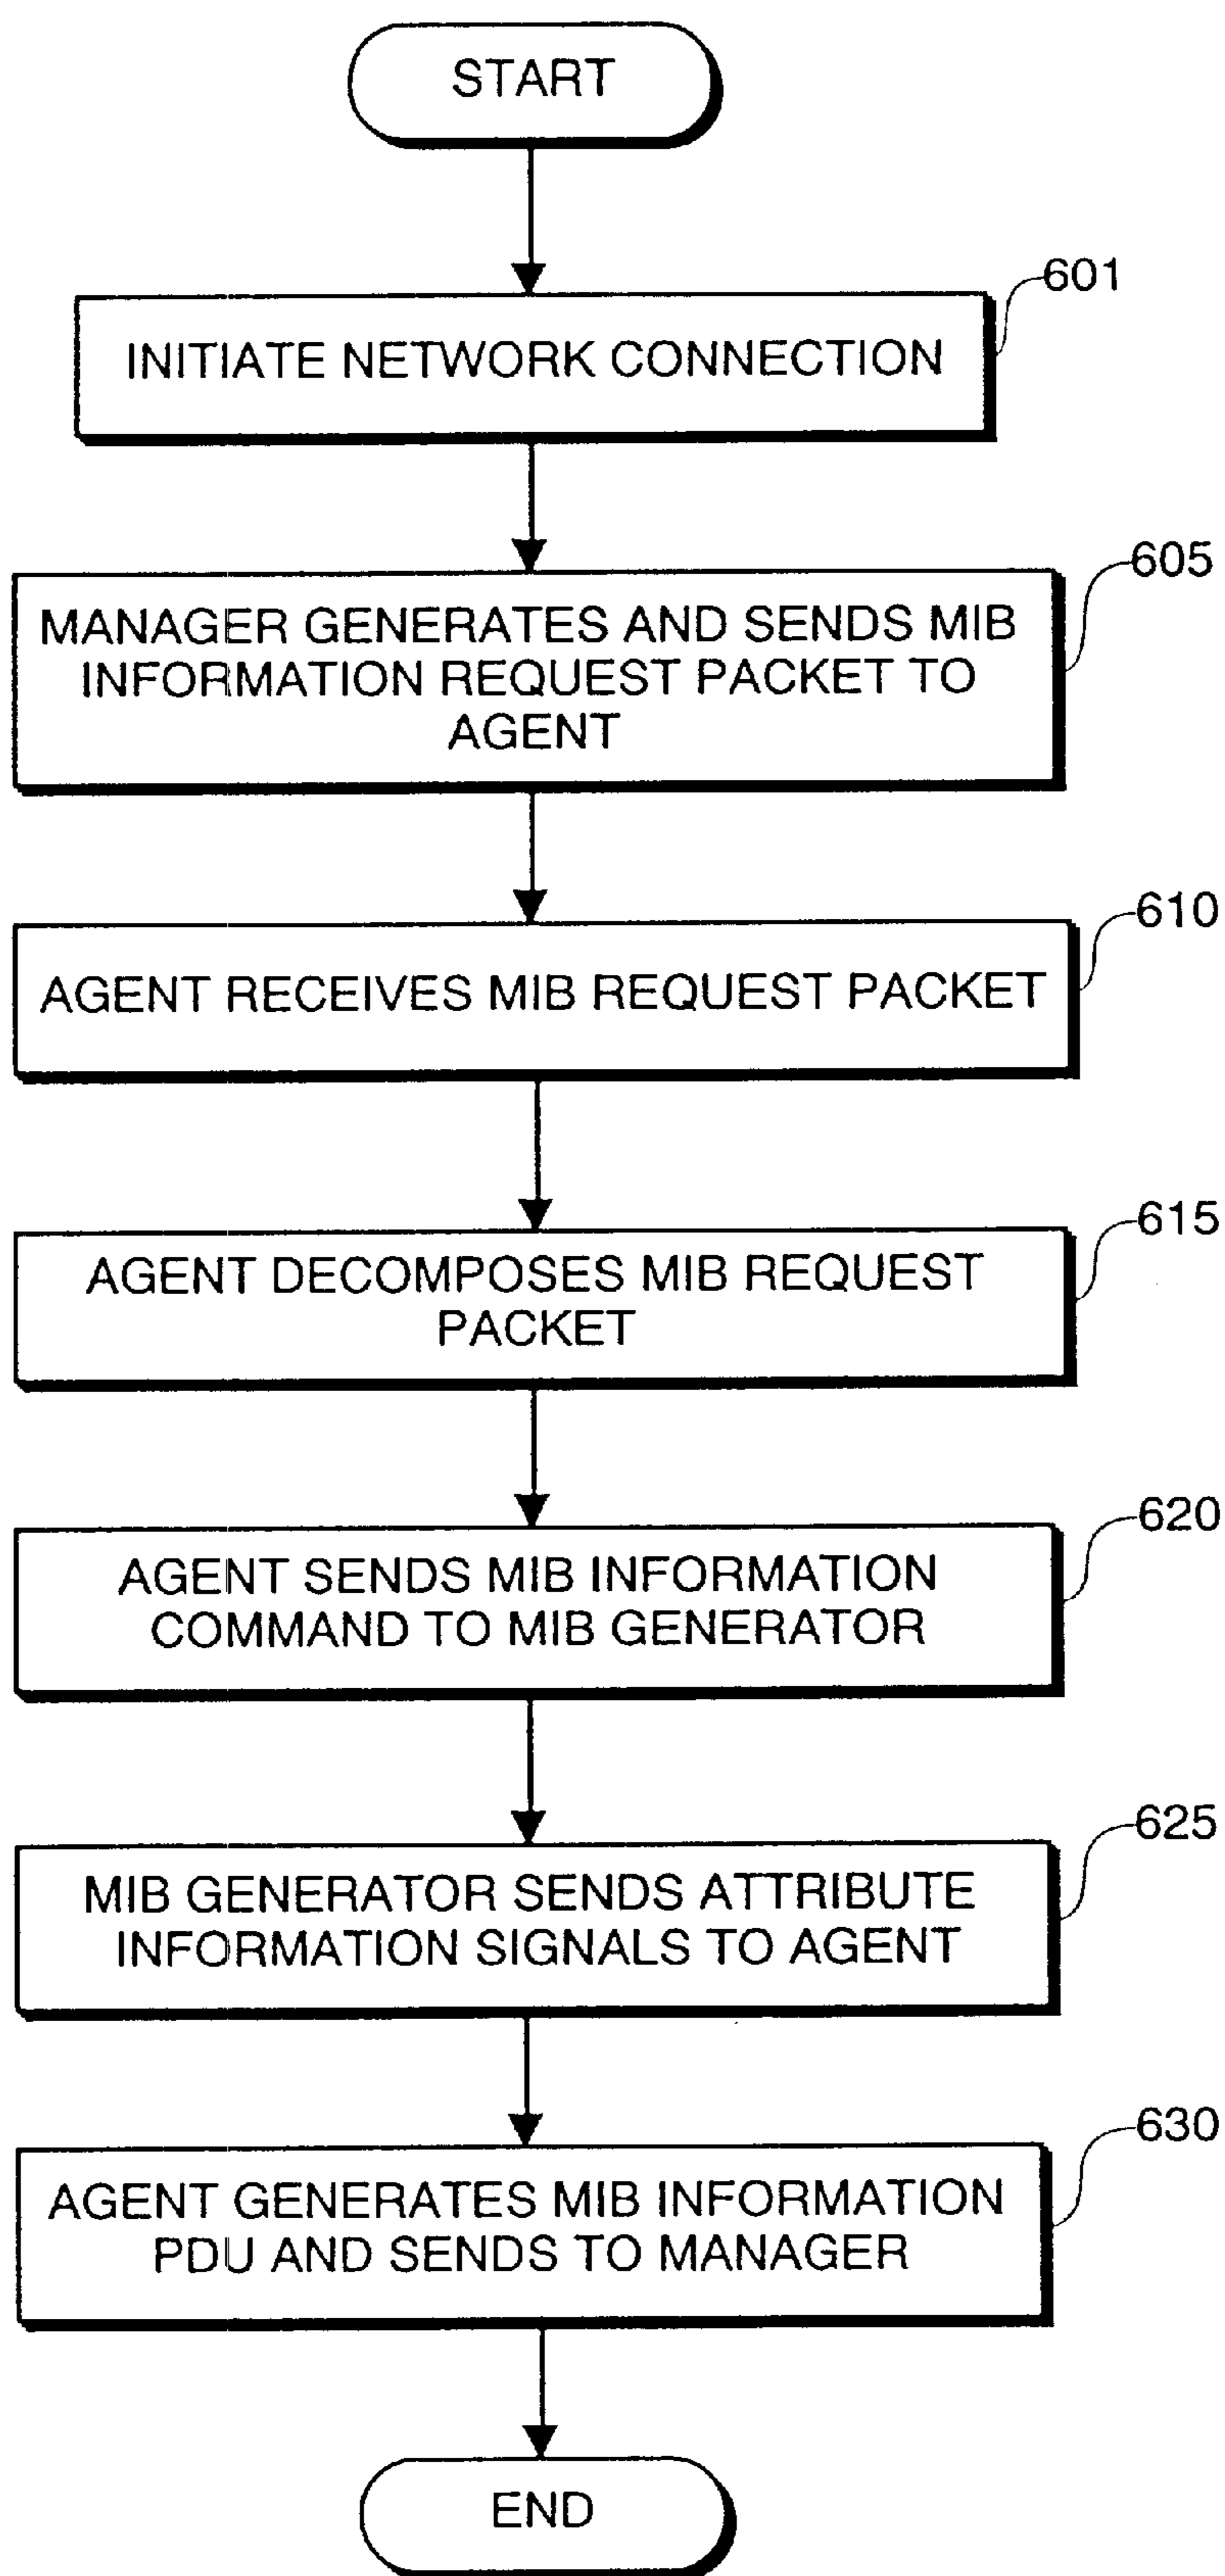 START
601
INITIATE NETWORK CONNECTION
605
MANAGER GENERATES AND SENDS MIB
INFORMATION REQUEST PACKET TO
AGENT
610
AGENT RECEIVES MIB REQUEST PACKET
615
AGENT DECOMPOSES MIB REQUEST
PACKET
620
AGENT SENDS MIB INFORMATION
COMMAND TO MIB GENERATOR
625
MIB GENERATOR SENDS ATTRIBUTE
INFORMATION SIGNALS TO AGENT
630
AGENT GENERATES MIB INFORMATION
PDU AND SENDS TO MANAGER
END